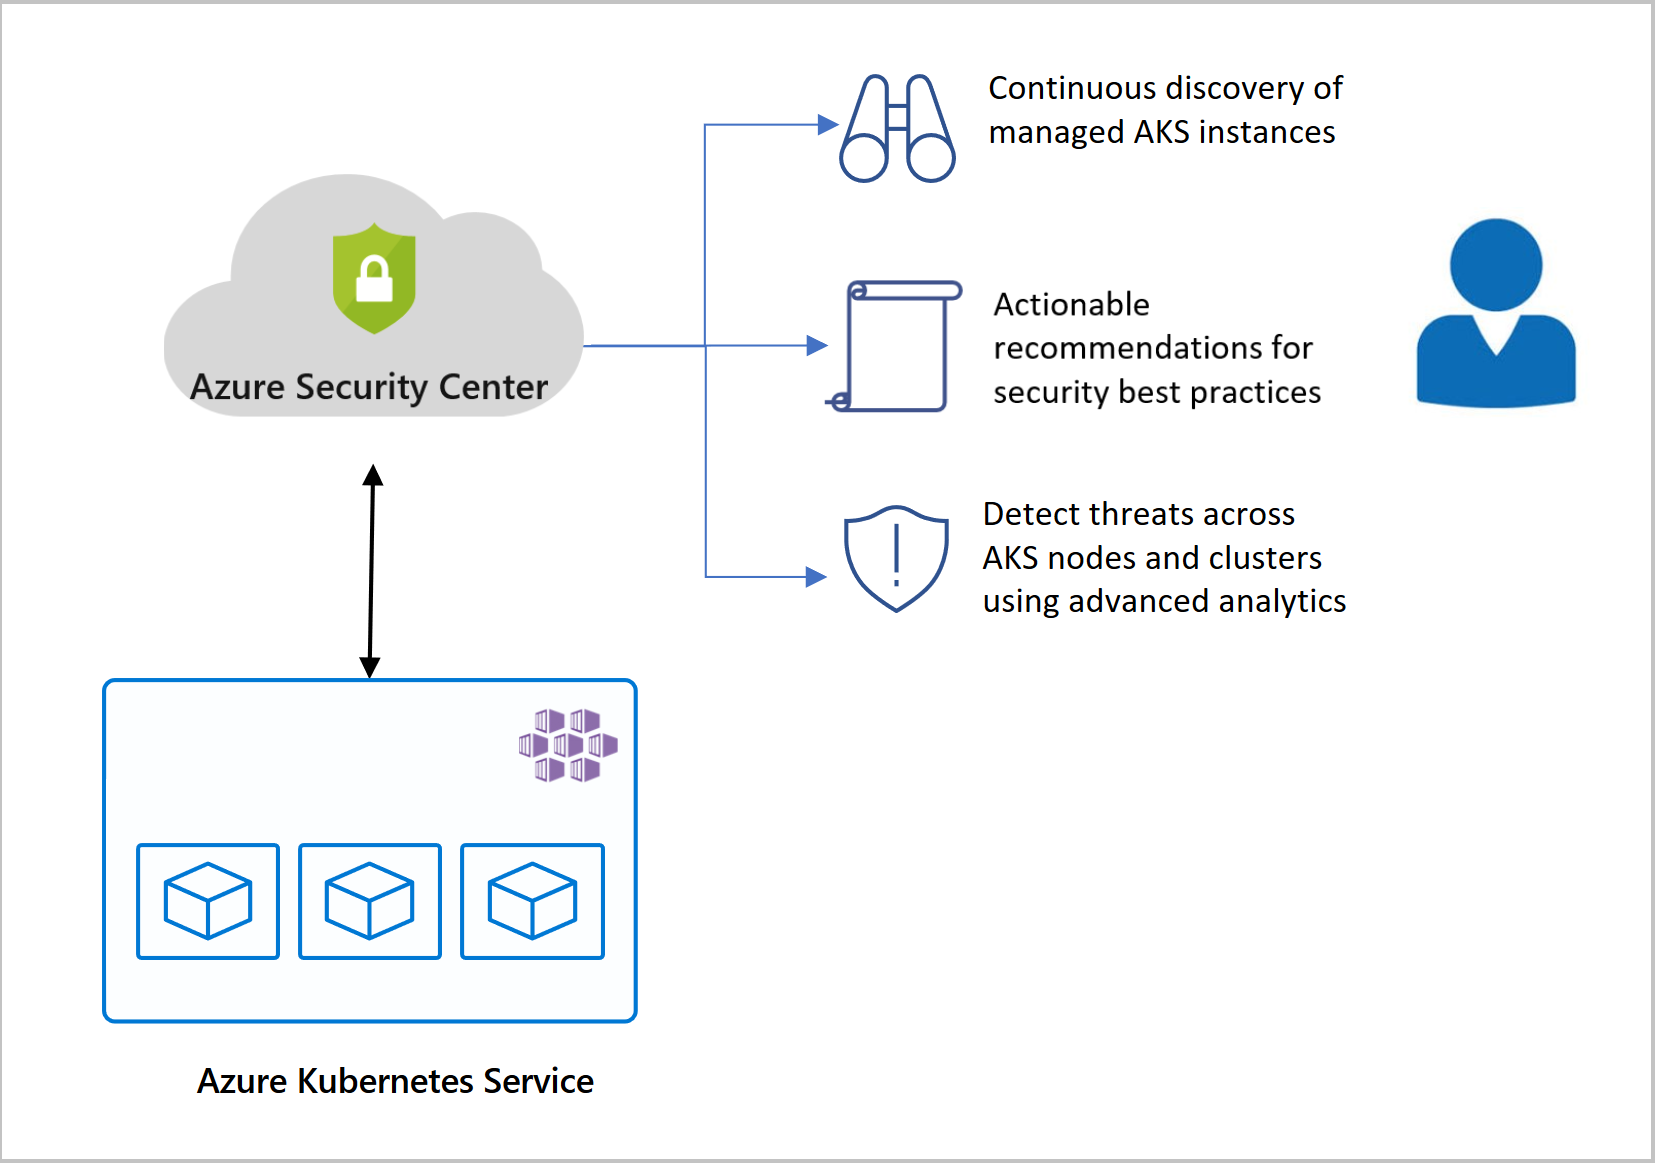 Continuous discovery of
managed AKS instances
Azure Security Center
Actionable
recommendations for
security best practices
Detect threats across
AKS nodes and clusters
using advanced analytics
Azure Kubernetes Service